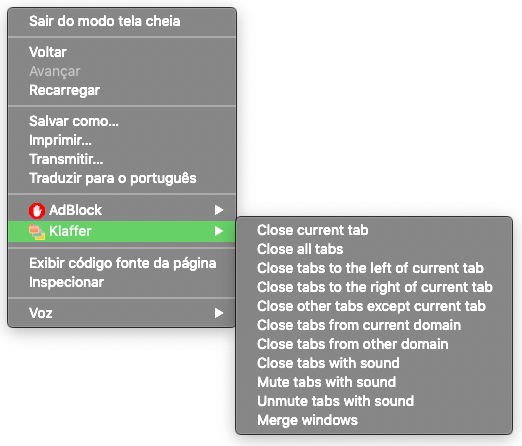 Sair do modo tela cheia
Voltar
Avançar
Recarregar
Salvar como...
Imprimir...
Transmitir...
Traduzir para o português
AdBlock
Klaffer
Exibir código fonte da página
Inspecionar
Voz
Close current tab
Close all tabs
Close tabs to the left of current tab
Close tabs to the right of current tab
Close other tabs except current tab
Close tabs from current domain
Close tabs from other domain
Close tabs with sound
Mute tabs with sound
Unmute tabs with sound
Merge windows